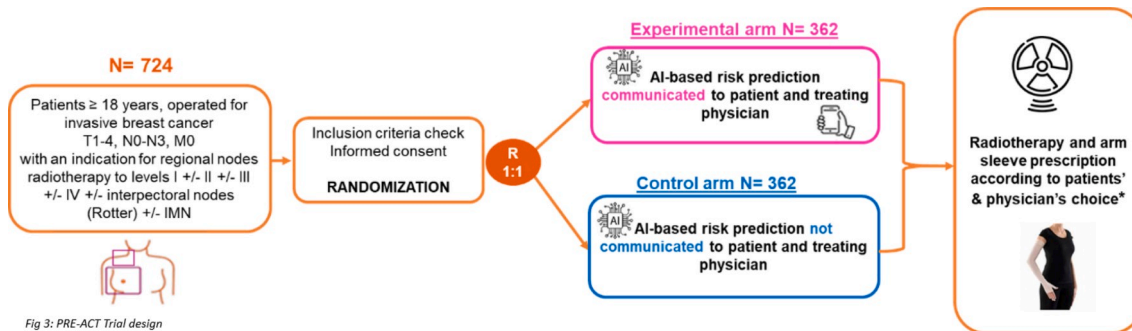 N= 724
Patients ≥ 18 years, operated for
invasive breast cancer
T1-4, N0-N3, M0
with an indication for regional nodes
radiotherapy to levels I +/- II +/- III
+/- IV +/- interpectoral nodes
(Rotter) +/- IMN
Inclusion criteria check
Informed consent
RANDOMIZATION
R
1:1
Experimental arm N= 362
AI
AI-based risk prediction
communicated to patient and treating
physician
Control arm N= 362
AI
AI-based risk prediction not
communicated to patient and treating
physician
Radiotherapy and arm
sleeve prescription
according to patients'
& physician's choice*
Fig 3: PRE-ACT Trial design